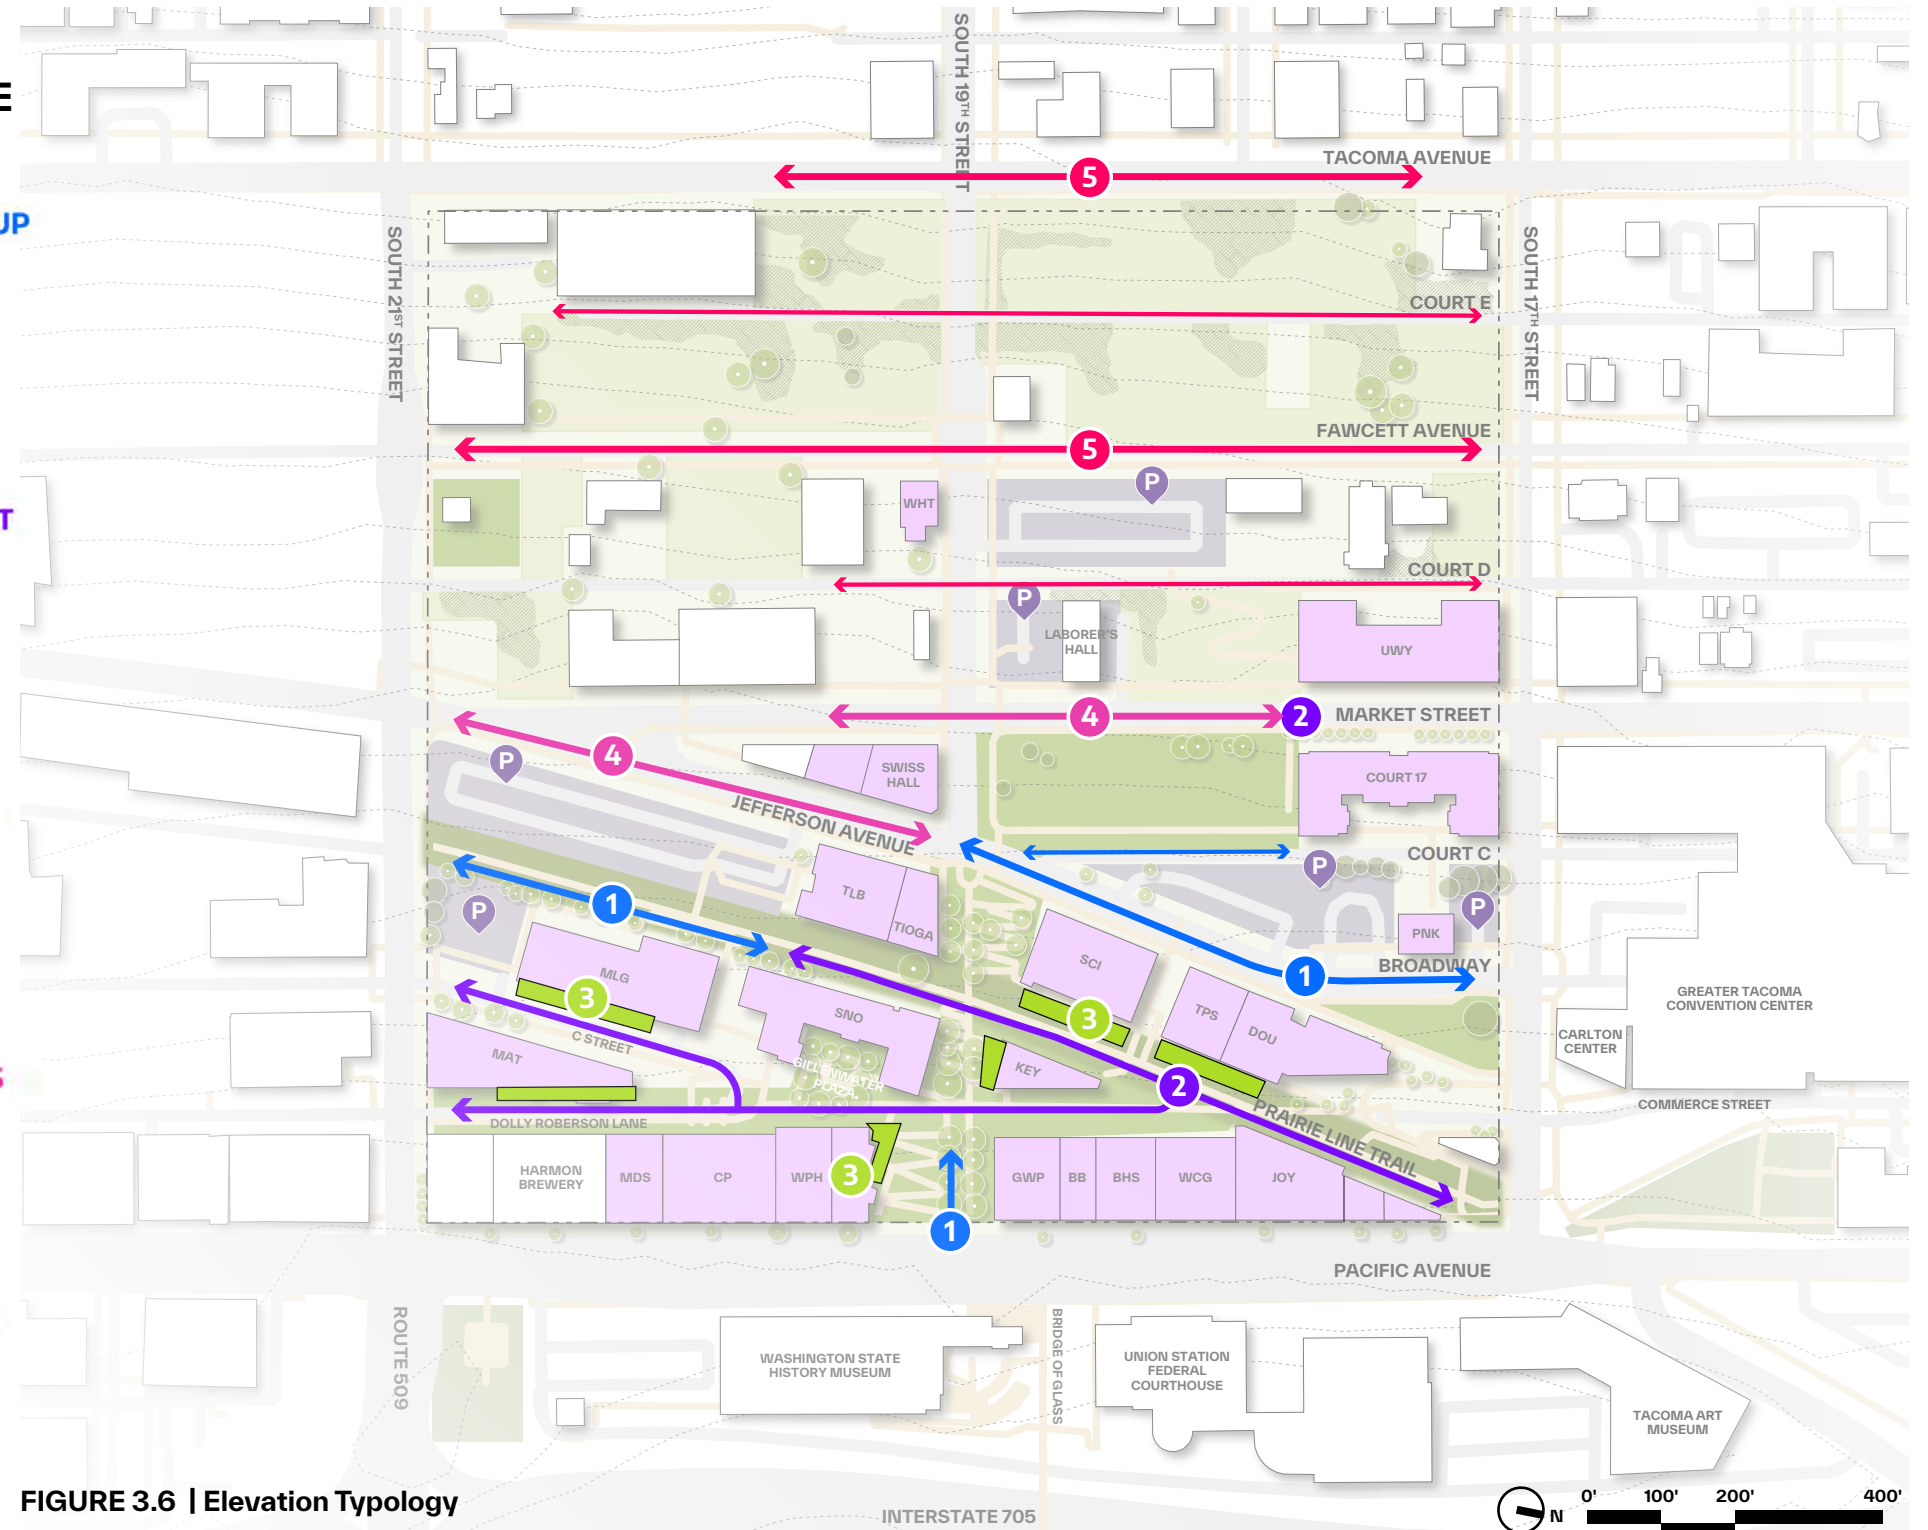 E
UP
T
S
SOUTH 19TH STREET
TACOMA AVENUE
5
SOUTH 21ST STREET
SOUTH 17TH STREET
COURT E
FAWCETT AVENUE
5
P
WHT
COURT D
P
LABORER'S
HALL
UWY
4
2
MARKET STREET
4
P
SWISS
HALL
COURT 17
JEFFERSON AVENUE
COURT C
P
TLB
TIOGA
1
P
P
PNK
BROADWAY
SCI
1
MLG
3
GREATER TACOMA
CONVENTION CENTER
SNO
3
TPS
DOU
CARLTON
CENTER
C STREET
MAT
GILLENWATER
PLAZA
KEY
2
COMMERCE STREET
PRAIRIE LINE TRAIL
DOLLY ROBERSON LANE
HARMON
BREWERY
MDS
CP
WPH
3
GWP
BB
BHS
WCG
JOY
1
PACIFIC AVENUE
ROUTE 509
BRIDGE OF GLASS
WASHINGTON STATE
HISTORY MUSEUM
UNION STATION
FEDERAL
COURTHOUSE
TACOMA ART
MUSEUM
FIGURE 3.6 | Elevation Typology
INTERSTATE 705
N
0' 100' 200' 400'